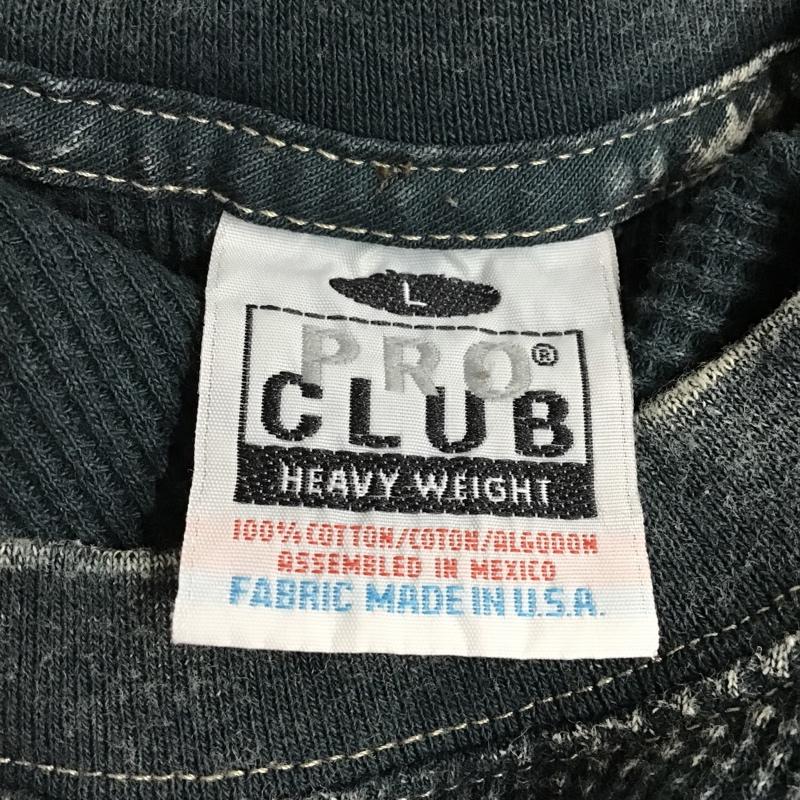 L
PRO®
CLUB
HEAVY WEIGHT
100% COTTON/COTON/ALGODON
ASSEMBLED IN MEXICO
FABRIC MADE IN U.S.A.